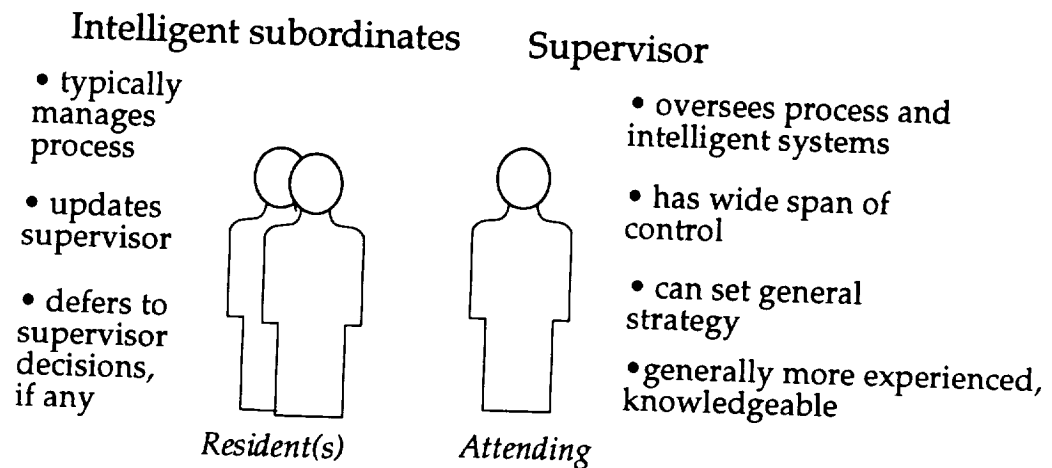 Intelligent subordinates
• typically
manages
process
• updates
supervisor
• defers to
supervisor
decisions,
if any
Resident(s)
Supervisor
• oversees process and
intelligent systems
• has wide span of
control
• can set general
strategy
•generally more experienced,
knowledgeable
Attending